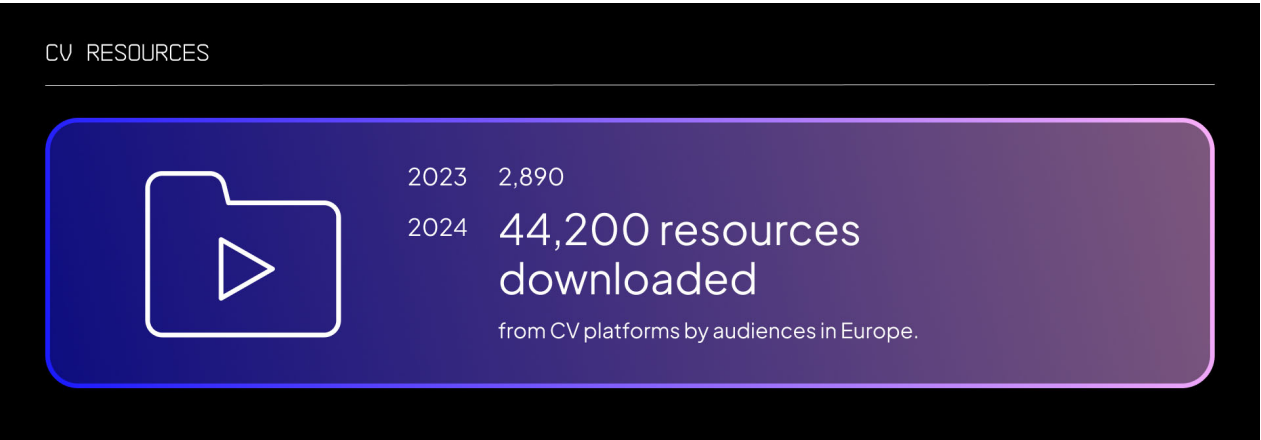 CV RESOURCES
2023 2,890
2024 44,200 resources
downloaded
from CV platforms by audiences in Europe.